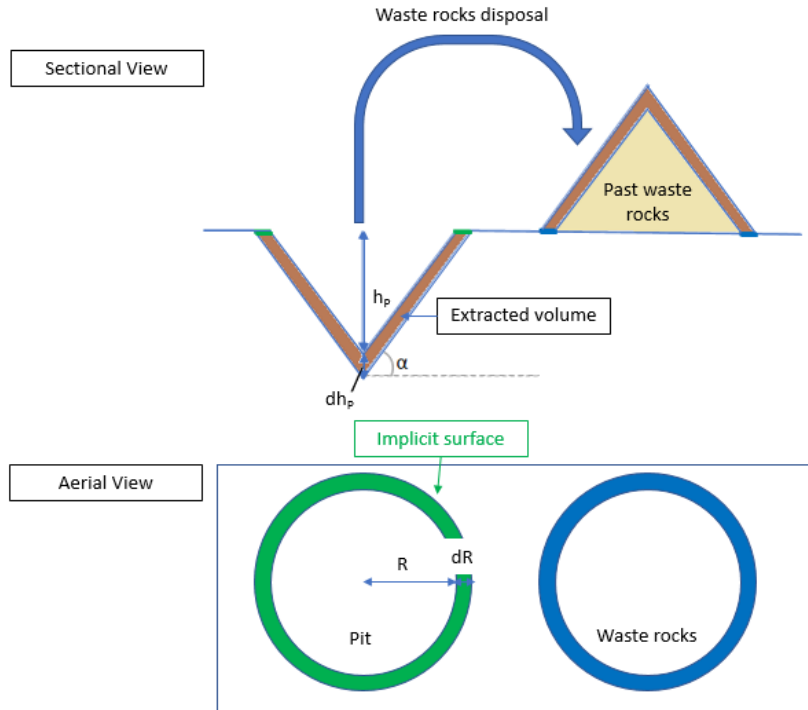 Waste rocks disposal
Sectional View
Past waste
rocks
hP
Extracted volume
α
dhP
Implicit surface
Aerial View
dR
R
Pit
Waste rocks